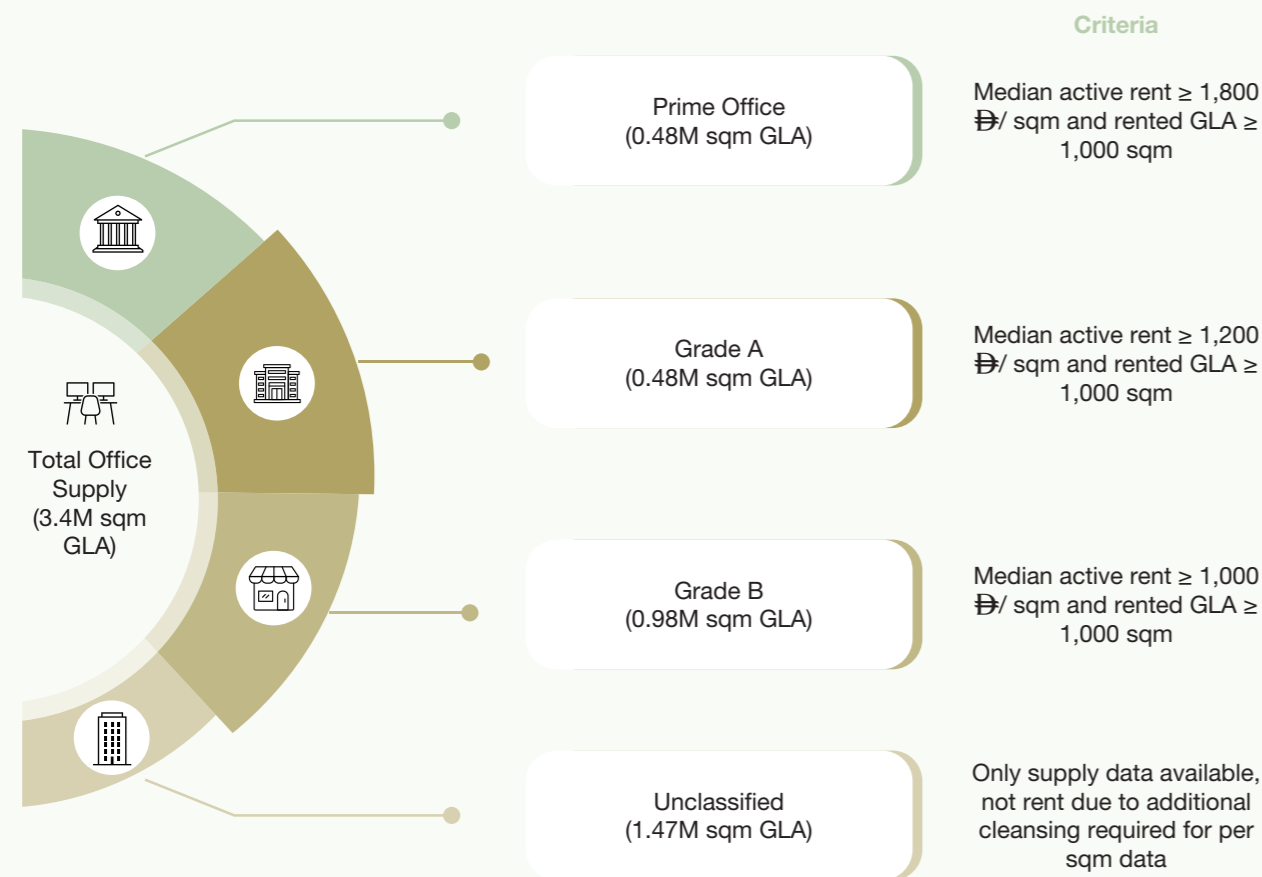 Criteria
Prime Office
(0.48M sqm GLA)
Median active rent ≥ 1,800
/ sqm and rented GLA ≥
1,000 sqm
Grade A
(0.48M sqm GLA)
Median active rent ≥ 1,200
/ sqm and rented GLA ≥
1,000 sqm
Total Office
Supply
(3.4M sqm
GLA)
Grade B
(0.98M sqm GLA)
Median active rent ≥ 1,000
/ sqm and rented GLA ≥
1,000 sqm
Unclassified
(1.47M sqm GLA)
Only supply data available,
not rent due to additional
cleansing required for per
sqm data